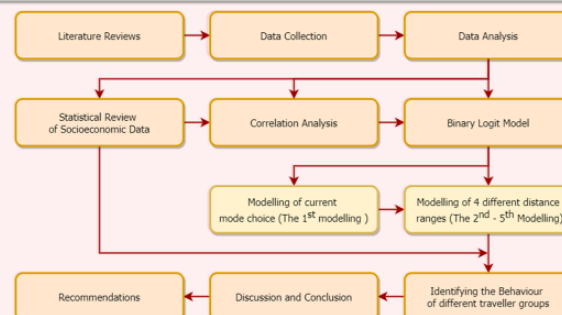 Literature Reviews
Data Collection
Data Analysis
Statistical Review
of Socioeconomic Data
Correlation Analysis
Binary Logit Model
Modelling of current
mode choice (The 1st modelling )
Modelling of 4 different distance
ranges (The 2nd - 5th Modelling)
Recommendations
Discussion and Conclusion
Identifying the Behaviour
of different traveller groups